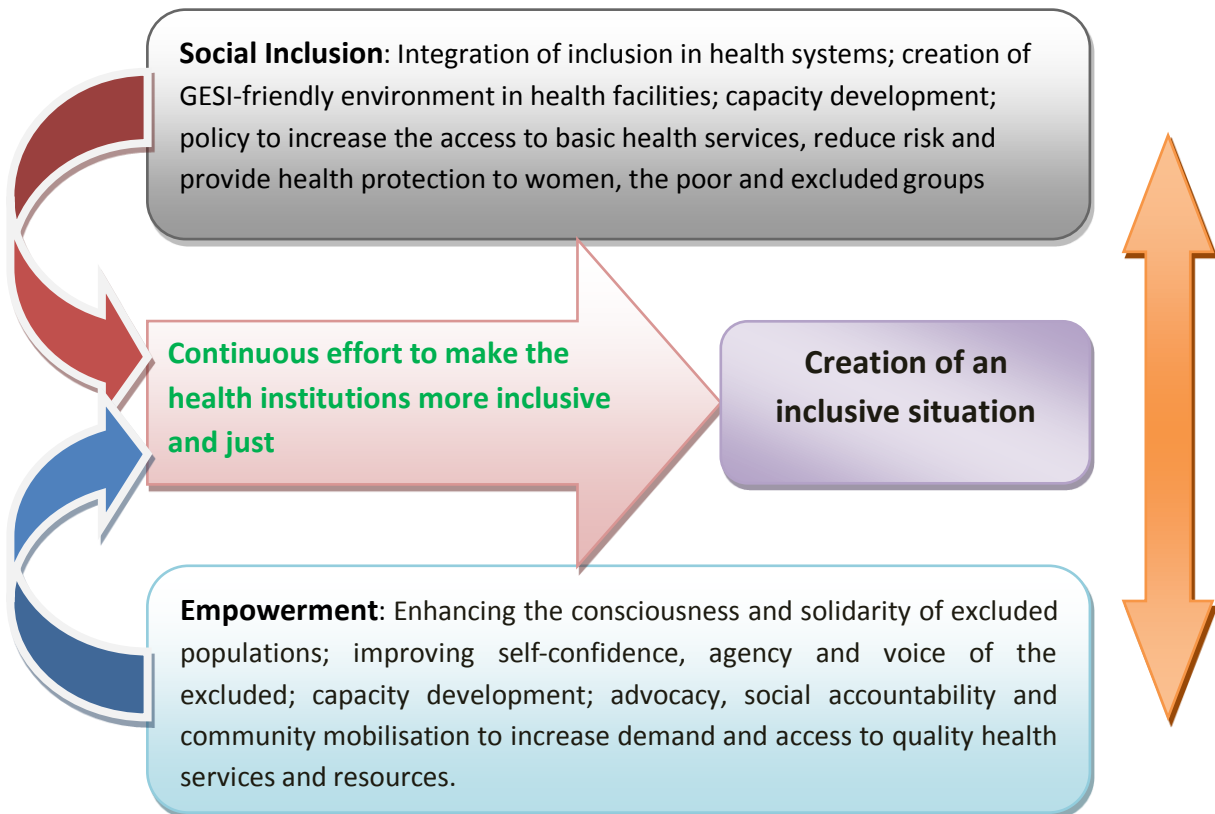 Social Inclusion: Integration of inclusion in health systems; creation of
GESI-friendly environment in health facilities; capacity development;
policy to increase the access to basic health services, reduce risk and
provide health protection to women, the poor and excluded groups
Continuous effort to make the
health institutions more inclusive
and just
Creation of an
inclusive situation
Empowerment: Enhancing the consciousness and solidarity of excluded
populations; improving self-confidence, agency and voice of the
excluded; capacity development; advocacy, social accountability and
community mobilisation to increase demand and access to quality health
services and resources.